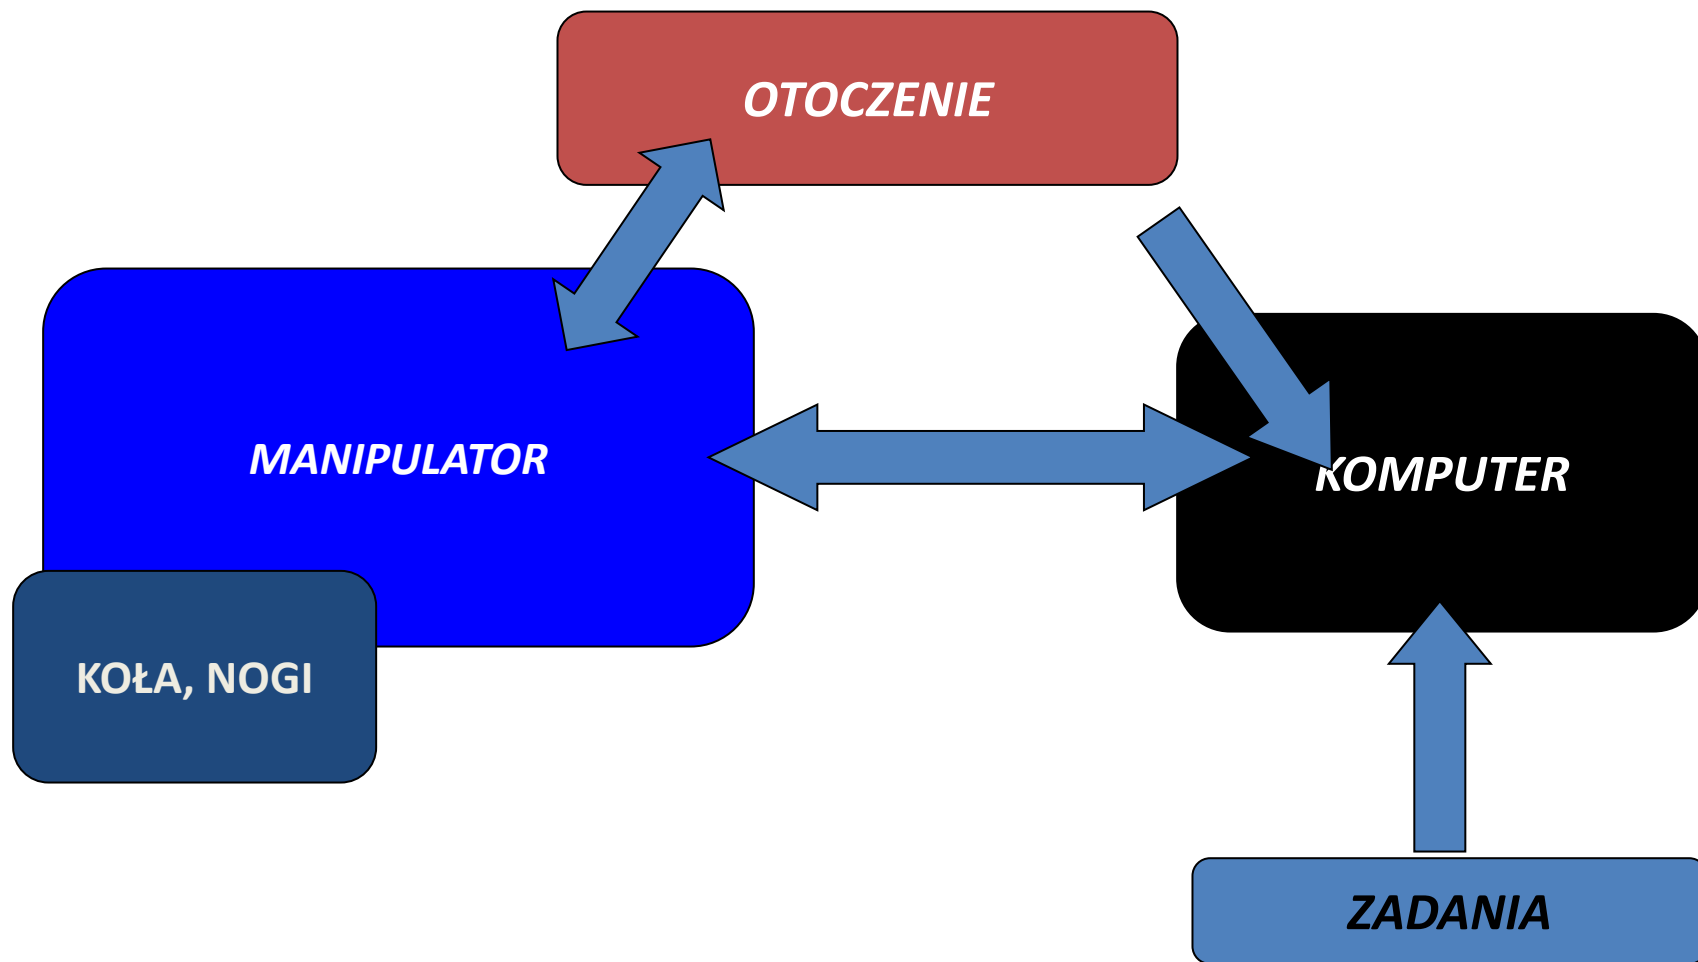 OTOCZENIE
MANIPULATOR
KOMPUTER
KOŁA, NOGI
ZADANIA